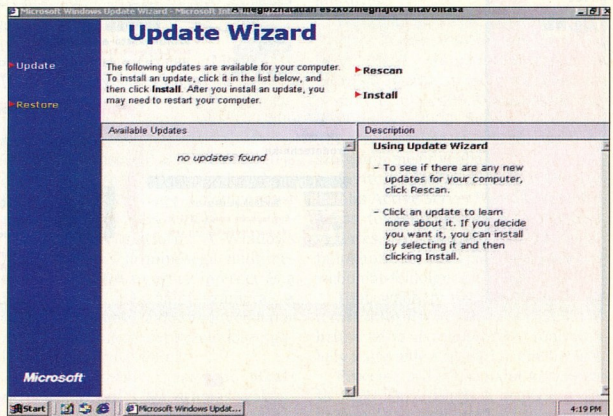 Microsoft Windows Update Wizard - Microsoft Int
A megbízhatatlan eszközmeghajtók eltávolítása
Update Wizard
Update
Restore
The following updates are available for your computer.
To install an update, click it in the list below, and
then click Install. After you install an update, you
may need to restart your computer.
Rescan
Install
Available Updates
no updates found
Description
Using Update Wizard
- To see if there are any new
updates for your computer,
click Rescan.
- Click an update to learn
more about it. If you decide
you want it, you can install
by selecting it and then
clicking Install.
Microsoft
Start
Microsoft Windows Updat...
4:19 PM